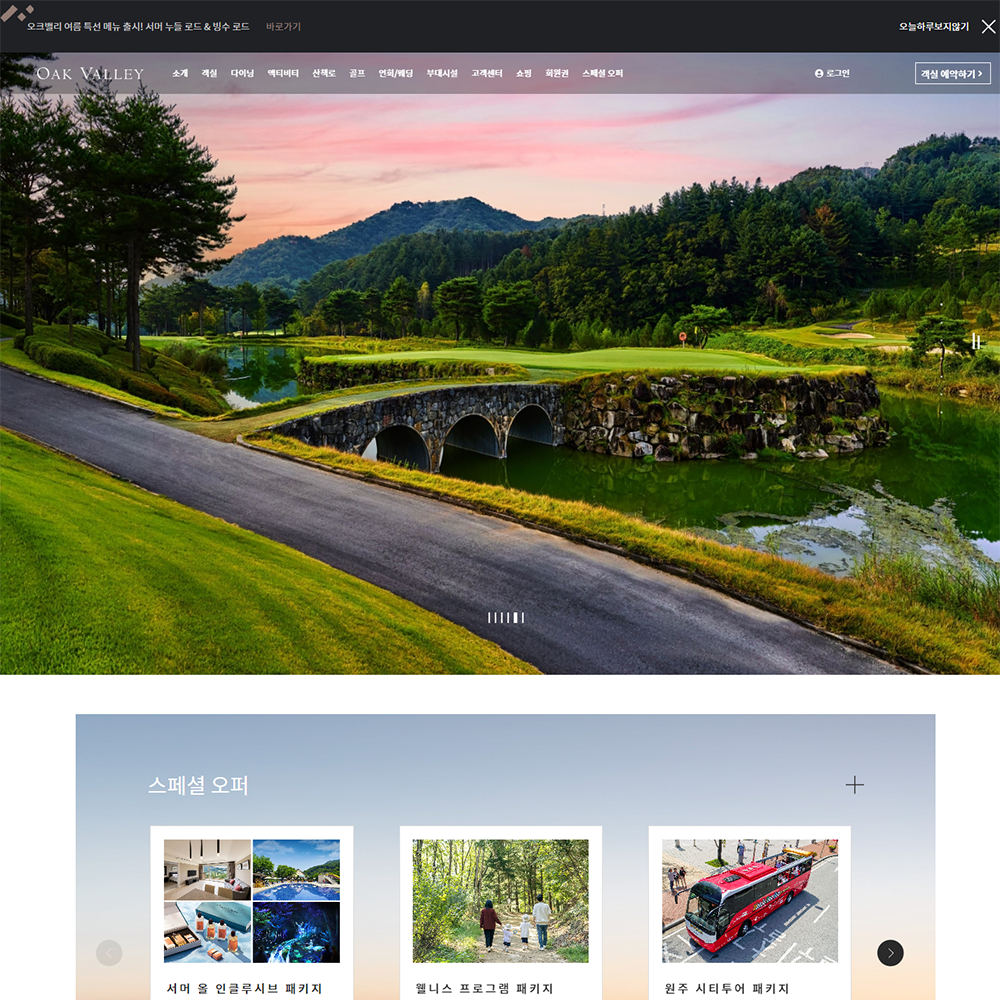 오크밸리 여름 특선 메뉴 출시! 서머 누들 로드 & 빙수 로드 바로가기 오늘하루보지않기
OAK VALLEY 소개 객실 다이닝 액티비티 산책로 골프 연회/웨딩 부대시설 고객센터 쇼핑 회원권 스페셜 오퍼 로그인 객실 예약하기
스페셜 오퍼
서머 올 인클루시브 패키지 웰니스 프로그램 패키지 원주 시티투어 패키지